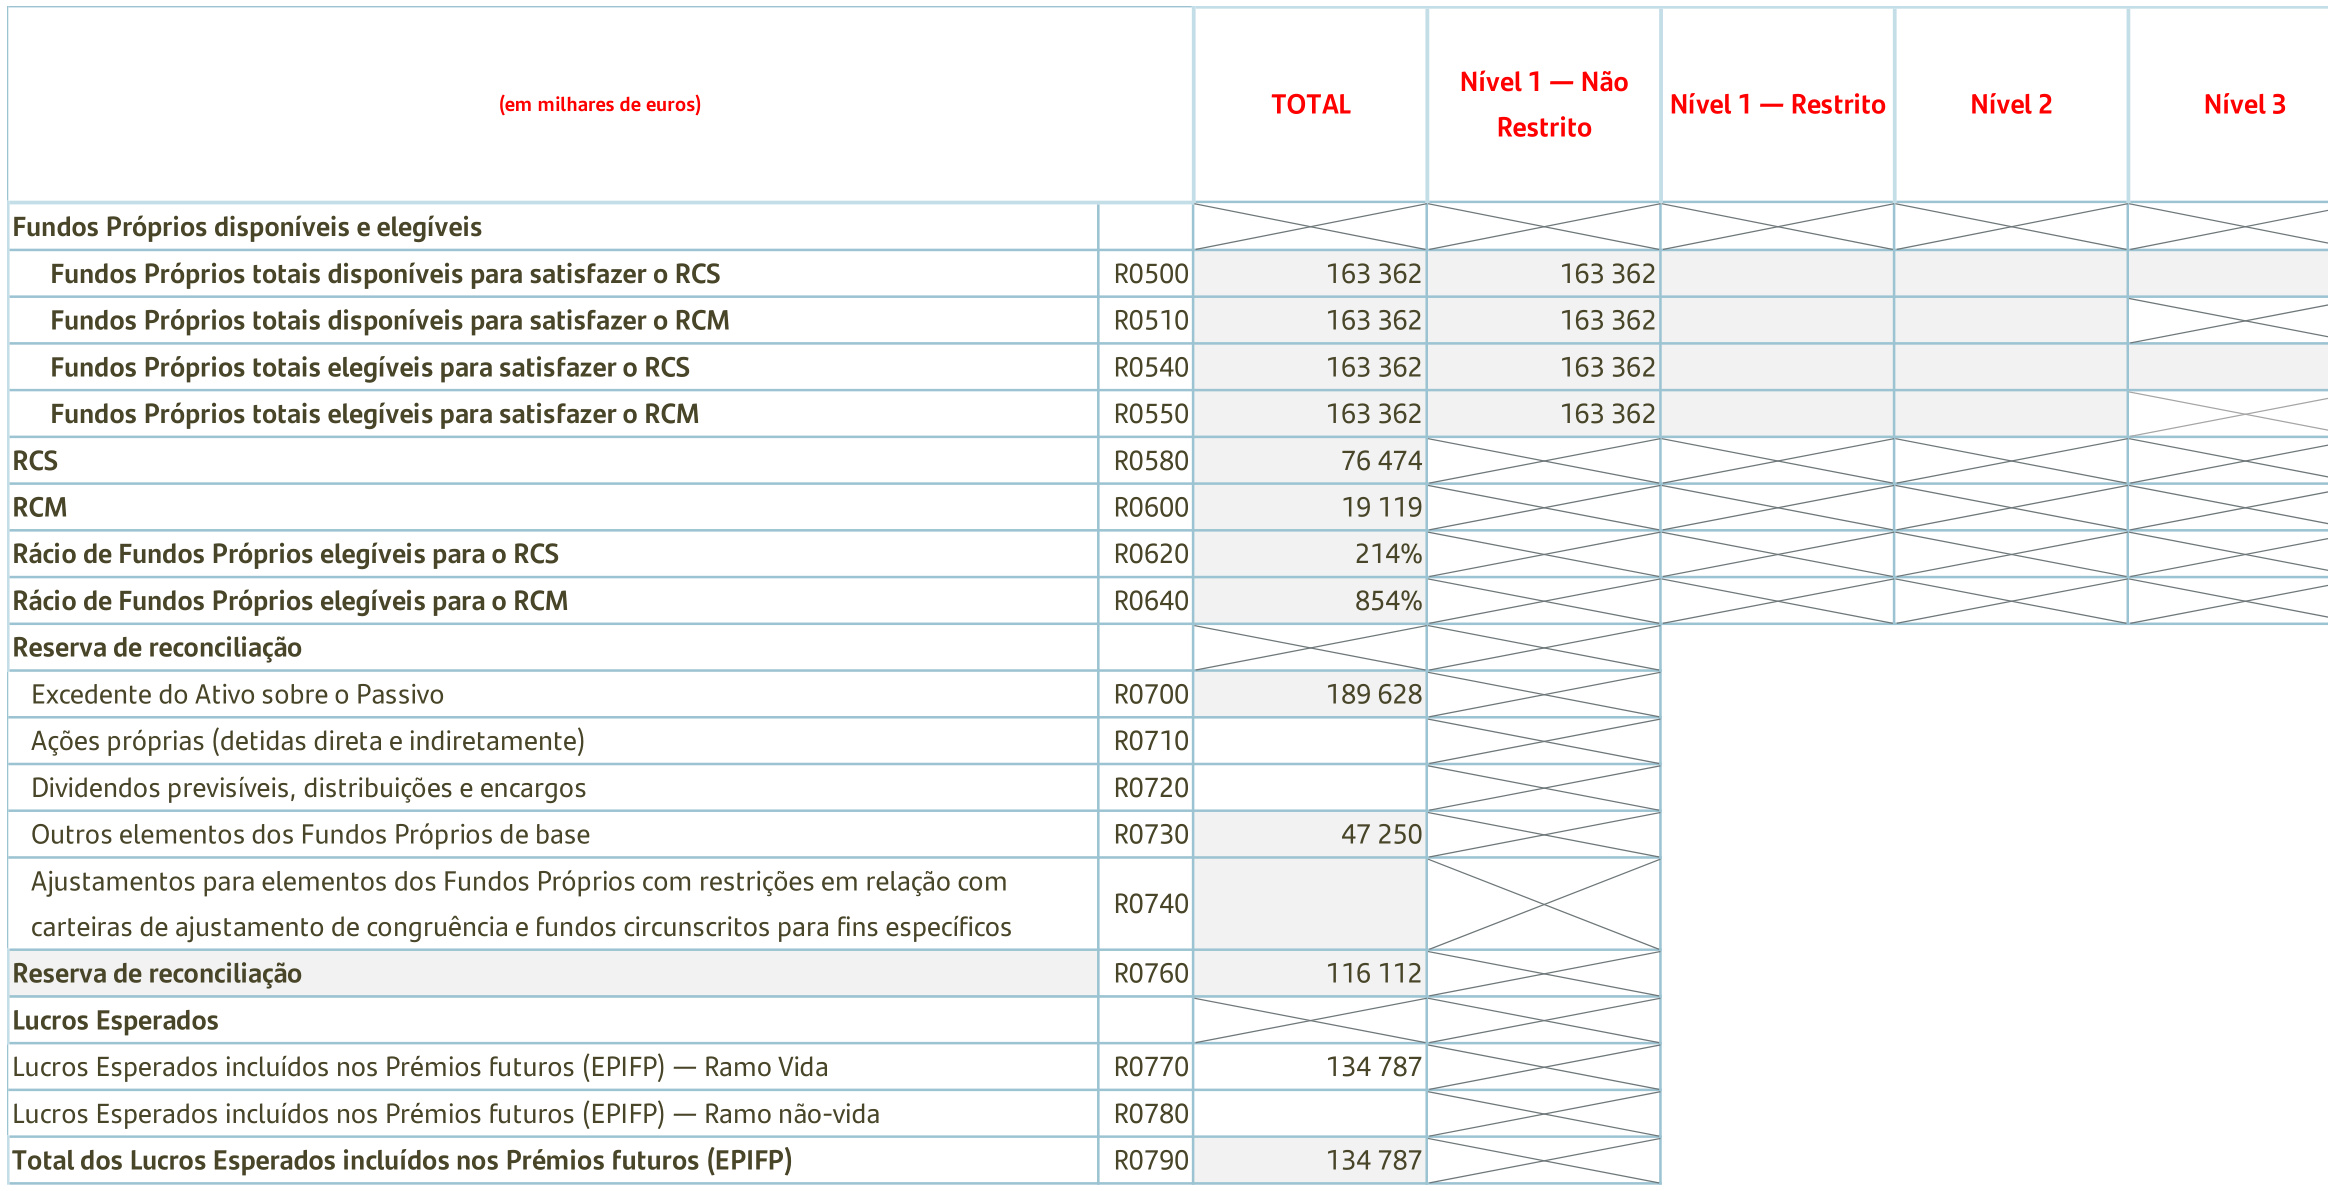 (em milhares de euros) TOTAL Nível 1 — Não Restrito Nível 1 — Restrito Nível 2 Nível 3
Fundos Próprios disponíveis e elegíveis
Fundos Próprios totais disponíveis para satisfazer o RCS R0500 163 362 163 362
Fundos Próprios totais disponíveis para satisfazer o RCM R0510 163 362 163 362
Fundos Próprios totais elegíveis para satisfazer o RCS R0540 163 362 163 362
Fundos Próprios totais elegíveis para satisfazer o RCM R0550 163 362 163 362
RCS R0580 76 474
RCM R0600 19 119
Rácio de Fundos Próprios elegíveis para o RCS R0620 214%
Rácio de Fundos Próprios elegíveis para o RCM R0640 854%
Reserva de reconciliação
Excedente do Ativo sobre o Passivo R0700 189 628
Ações próprias (detidas direta e indiretamente) R0710
Dividendos previsíveis, distribuições e encargos R0720
Outros elementos dos Fundos Próprios de base R0730 47 250
Ajustamentos para elementos dos Fundos Próprios com restrições em relação com
carteiras de ajustamento de congruência e fundos circunscritos para fins específicos R0740
Reserva de reconciliação R0760 116 112
Lucros Esperados
Lucros Esperados incluídos nos Prémios futuros (EPIFP) — Ramo Vida R0770 134 787
Lucros Esperados incluídos nos Prémios futuros (EPIFP) — Ramo não-vida R0780
Total dos Lucros Esperados incluídos nos Prémios futuros (EPIFP) R0790 134 787